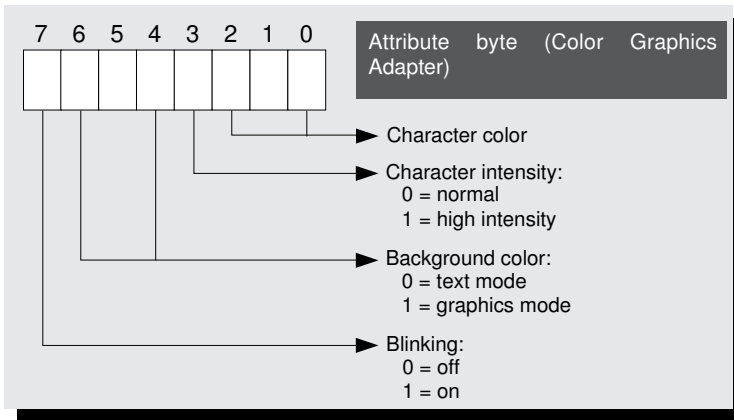 7 6 5 4 3 2 1 0
Attribute byte (Color Graphics
Adapter)
Character color
Character intensity:
0 = normal
1 = high intensity
Background color:
0 = text mode
1 = graphics mode
Blinking:
0 = off
1 = on